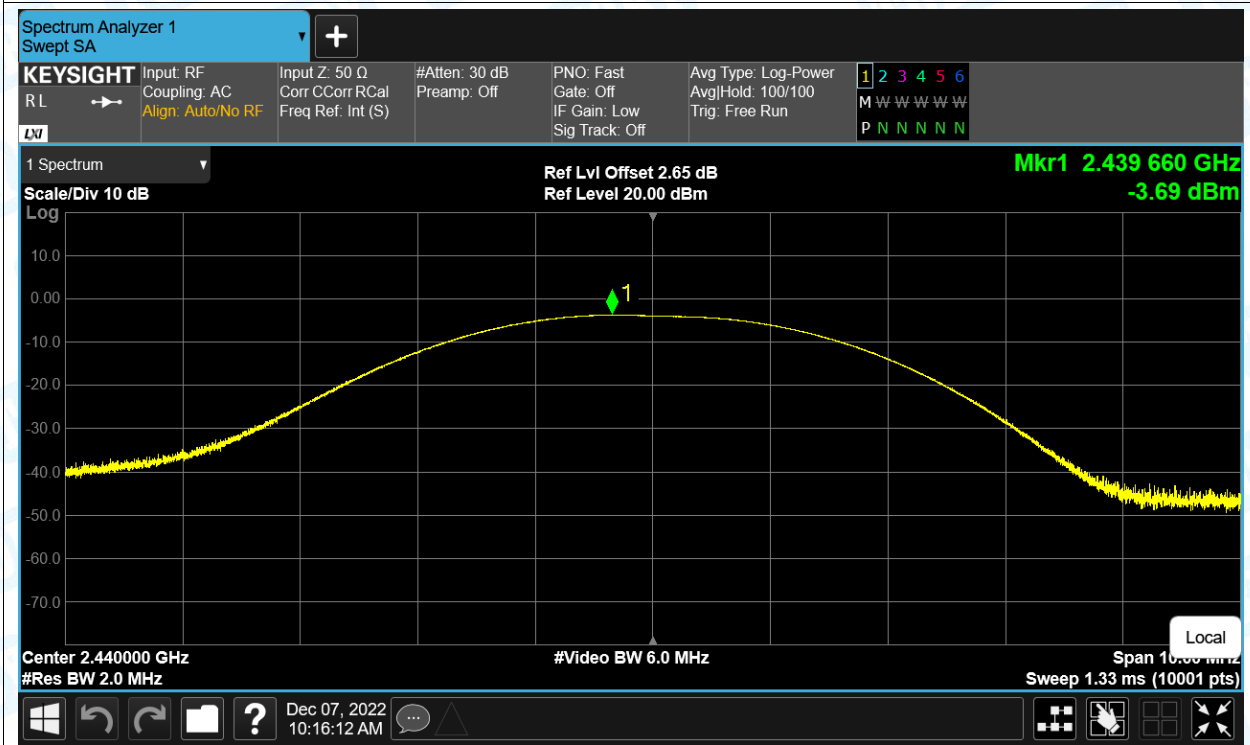 Spectrum Analyzer 1
Swept SA
KEYSIGHT
R L
LXI
Input: RF
Coupling: AC
Align: Auto/No RF
Input Z: 50 Ω
Corr CCorr RCal
Freq Ref: Int (S)
#Atten: 30 dB
Preamp: Off
PNO: Fast
Gate: Off
IF Gain: Low
Sig Track: Off
Avg Type: Log-Power
Avg|Hold: 100/100
Trig: Free Run
1 2 3 4 5 6
M W W W W W
P N N N N N
1 Spectrum
Scale/Div 10 dB
Log
Ref Lvl Offset 2.65 dB
Ref Level 20.00 dBm
Mkr1 2.439 660 GHz
-3.69 dBm
1
10.0
0.00
-10.0
-20.0
-30.0
-40.0
-50.0
-60.0
-70.0
Local
Center 2.440000 GHz
#Res BW 2.0 MHz
#Video BW 6.0 MHz
Span 10.00 MHz
Sweep 1.33 ms (10001 pts)
?
Dec 07, 2022
10:16:12 AM